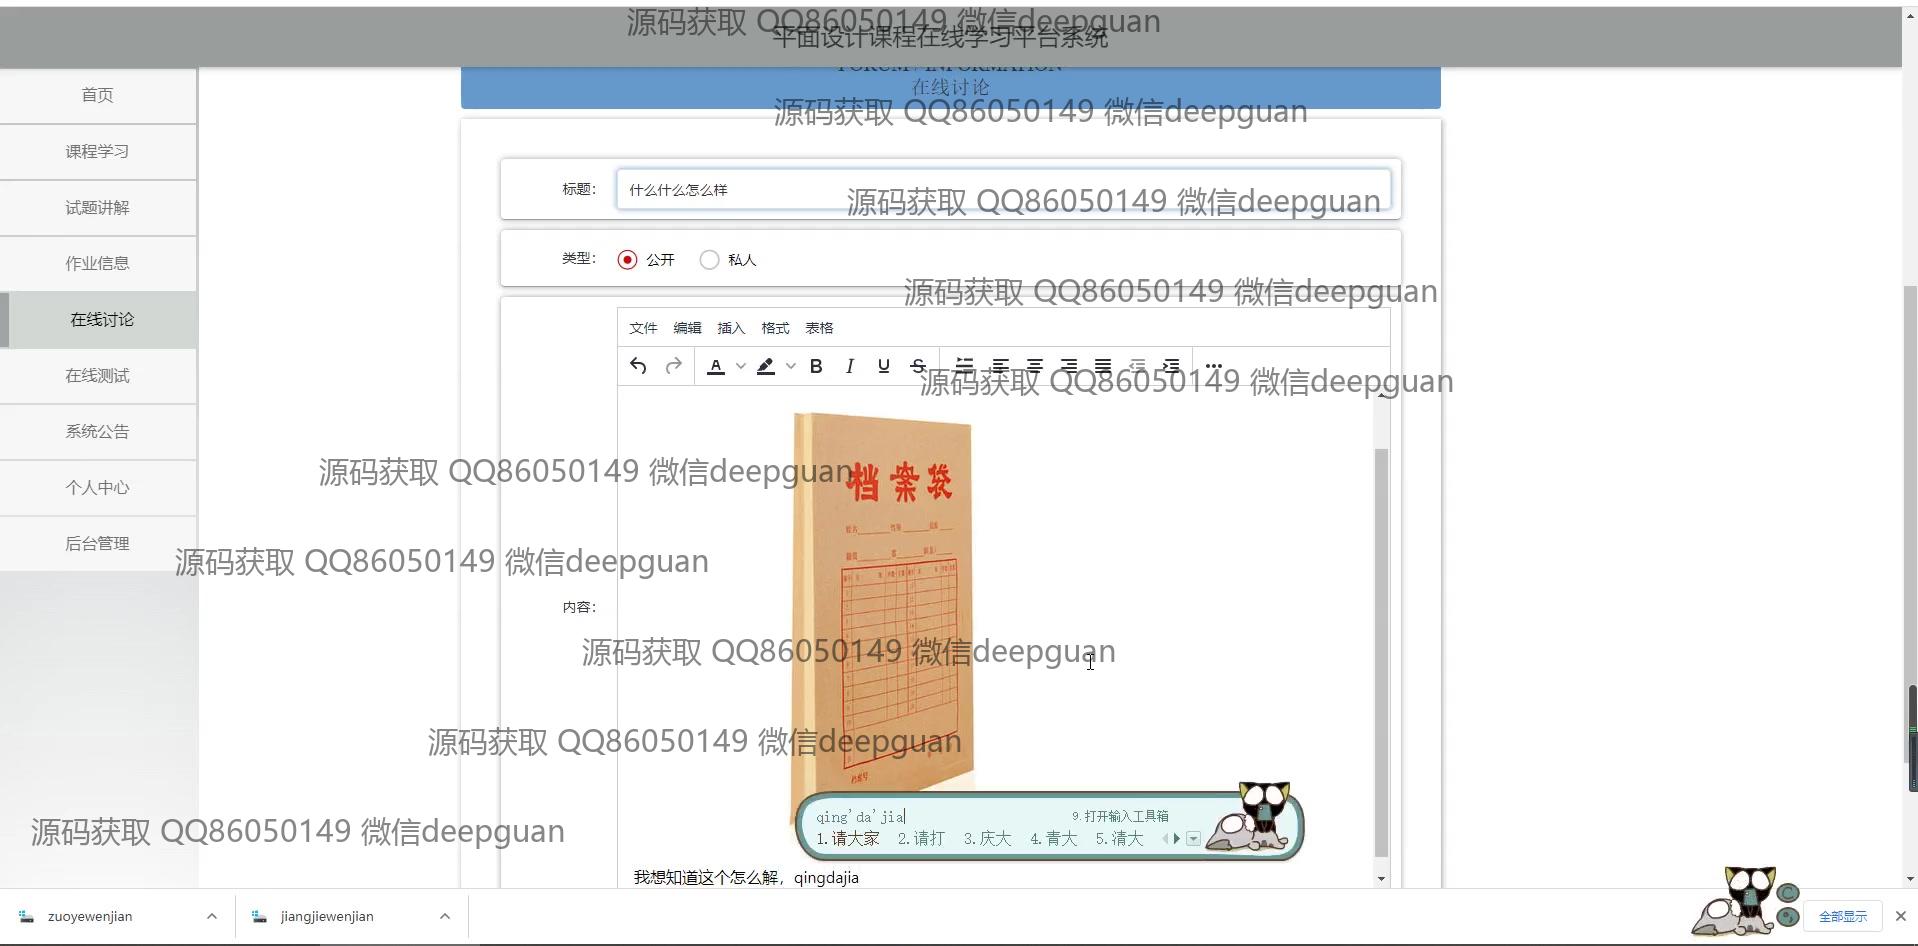 源码获取 QQ86050149 微信deepguan
平面设计课程在线学习平台系统
首页
FORUM / INFORMATION
在线讨论
源码获取 QQ86050149 微信deepguan
课程学习
标题：
什么什么怎么样
源码获取 QQ86050149 微信deepguan
试题讲解
作业信息
类型：
公开
私人
源码获取 QQ86050149 微信deepguan
在线讨论
文件 编辑 插入 格式 表格
A B I U S
源码获取 QQ86050149 微信deepguan
在线测试
系统公告
源码获取 QQ86050149 微信deepguan
档案袋
个人中心
后台管理
源码获取 QQ86050149 微信deepguan
内容：
源码获取 QQ86050149 微信deepguan
源码获取 QQ86050149 微信deepguan
qing'da'jia
9.打开输入工具箱
1.请大家 2.请打 3.庆大 4.青大 5.清大
源码获取 QQ86050149 微信deepguan
我想知道这个怎么解，qingdajia
zuoyewenjian
jiangjiewenjian
全部显示